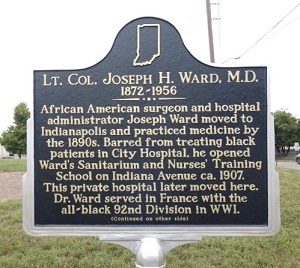 LT. COL. JOSEPH H. WARD, M.D.
1872-1956
African American surgeon and hospital
administrator Joseph Ward moved to
Indianapolis and practiced medicine by
the 1890s. Barred from treating black
patients in City Hospital, he opened
Ward's Sanitarium and Nurses' Training
School on Indiana Avenue ca. 1907.
This private hospital later moved here.
Dr. Ward served in France with the
all-black 92nd Division in WWI.
(Continued on other side)